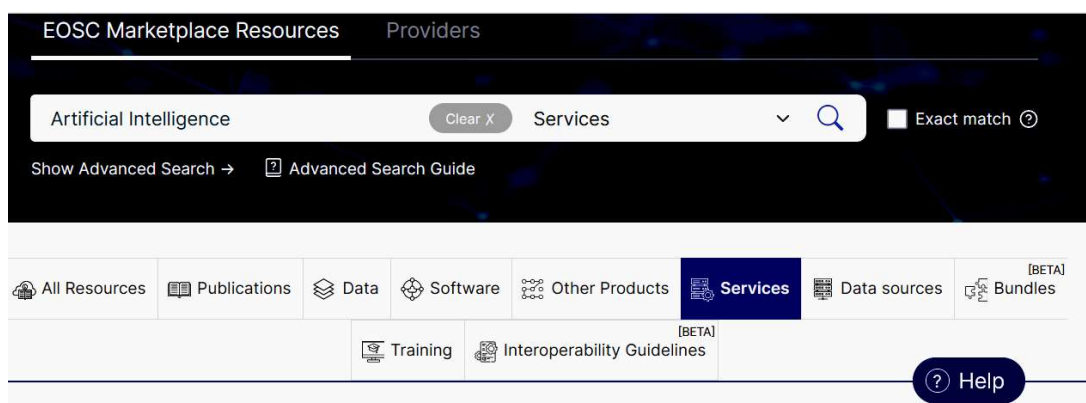 EOSC Marketplace Resources Providers
Artificial Intelligence Clear X Services Exact match ?
Show Advanced Search → ? Advanced Search Guide
[BETA]
All Resources Publications Data Software Other Products Services Data sources Bundles
[BETA]
Training Interoperability Guidelines
? Help